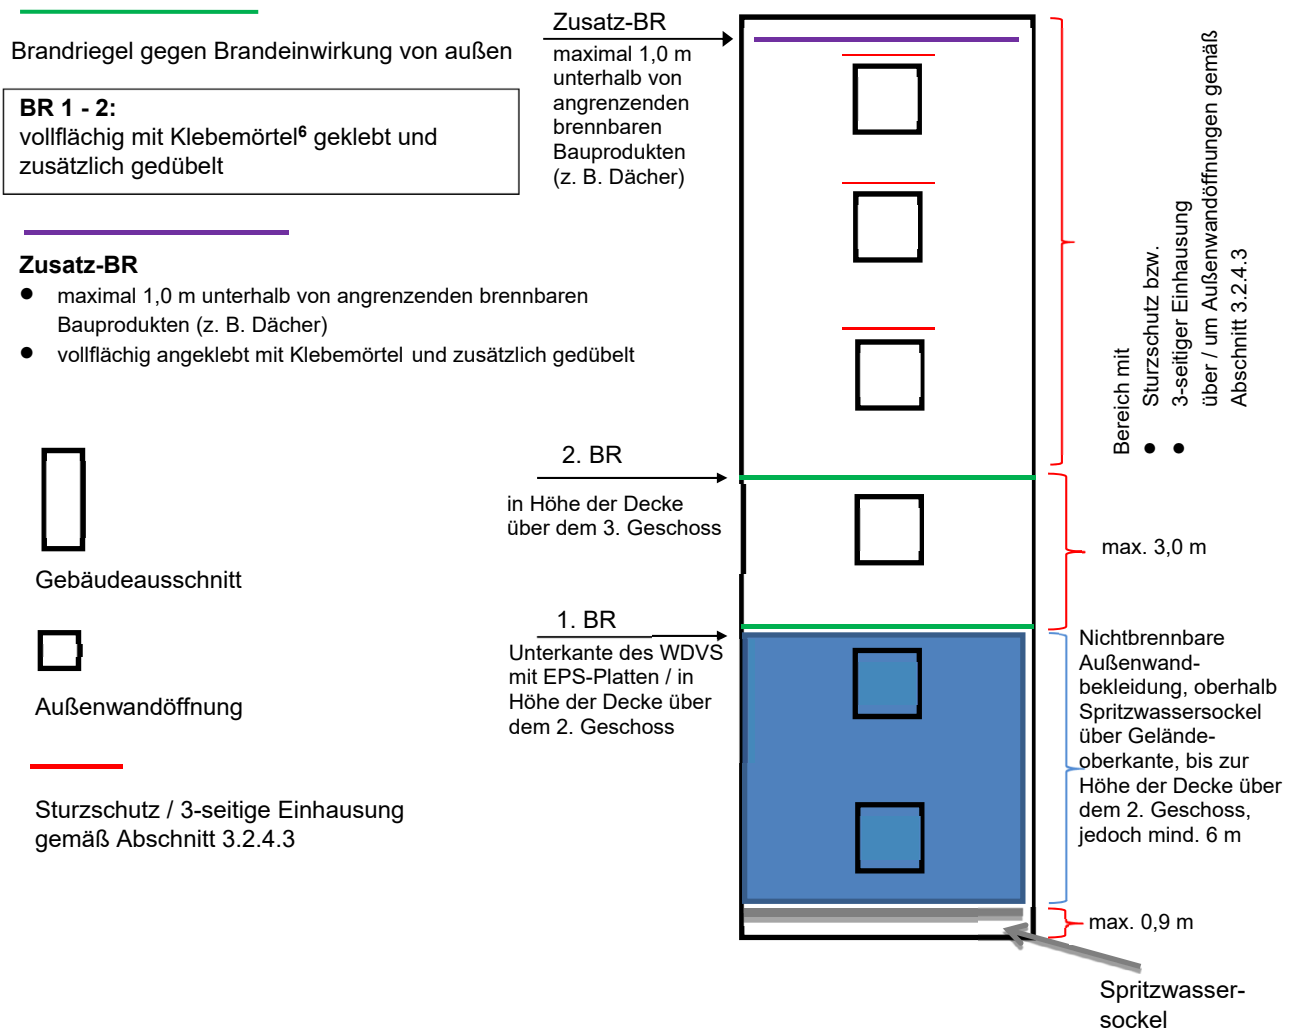 Brandriegel gegen Brandeinwirkung von außen
BR 1 - 2:
vollflächig mit Klebemörtel⁶ geklebt und
zusätzlich gedübelt
Zusatz-BR
● maximal 1,0 m unterhalb von angrenzenden brennbaren
Bauprodukten (z. B. Dächer)
● vollflächig angeklebt mit Klebemörtel und zusätzlich gedübelt
Gebäudeausschnitt
Außenwandöffnung
Sturzschutz / 3-seitige Einhausung
gemäß Abschnitt 3.2.4.3
Zusatz-BR
maximal 1,0 m
unterhalb von
angrenzenden
brennbaren
Bauprodukten
(z. B. Dächer)
2. BR
in Höhe der Decke
über dem 3. Geschoss
1. BR
Unterkante des WDVS
mit EPS-Platten / in
Höhe der Decke über
dem 2. Geschoss
Bereich mit
● Sturzschutz bzw.
● 3-seitiger Einhausung
über / um Außenwandöffnungen gemäß
Abschnitt 3.2.4.3
max. 3,0 m
Nichtbrennbare
Außenwand-
bekleidung, oberhalb
Spritzwassersockel
über Gelände-
oberkante, bis zur
Höhe der Decke über
dem 2. Geschoss,
jedoch mind. 6 m
max. 0,9 m
Spritzwasser-
sockel